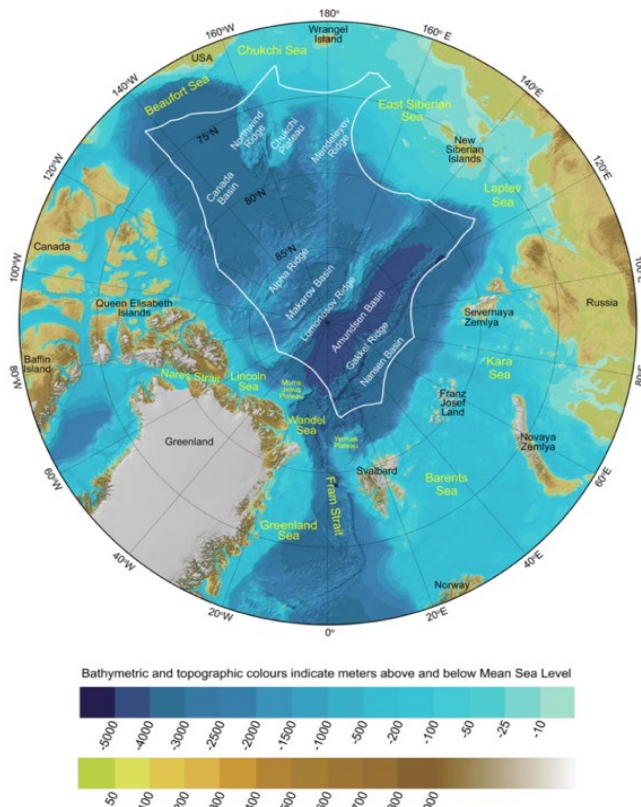 180°
160°W
160°E
Wrangel
Island
USA
Chukchi Sea
140°W
140°E
Beaufort Sea
East Siberian
Sea
75°N
Northwind
Ridge
Chukchi
Plateau
Mendeleyev
Ridge
New
Siberian
Islands
120°W
120°E
Canada
Basin
80°N
Laptev
Sea
Canada
85°N
Alpha Ridge
Makarov Basin
Lomonosov Ridge
Amundsen Basin
Gakkel Ridge
Nansen Basin
100°W
Queen Elisabeth
Islands
Severnaya
Zemlya
Russia
Baffin
Island
Nares Strait
Lincoln
Sea
Morris
Jesup
Plateau
Kara
Sea
80°W
Franz
Josef
Land
Greenland
Wandel
Sea
Yermak
Plateau
Novaya
Zemlya
Svalbard
60°W
60°E
Fram Strait
Barents
Sea
Greenland
Sea
40°W
40°E
Norway
20°W
20°E
0°
Bathymetric and topographic colours indicate meters above and below Mean Sea Level
-5000
-4000
-3000
-2000
-1500
-1000
-500
-200
-100
-50
-25
-10
50